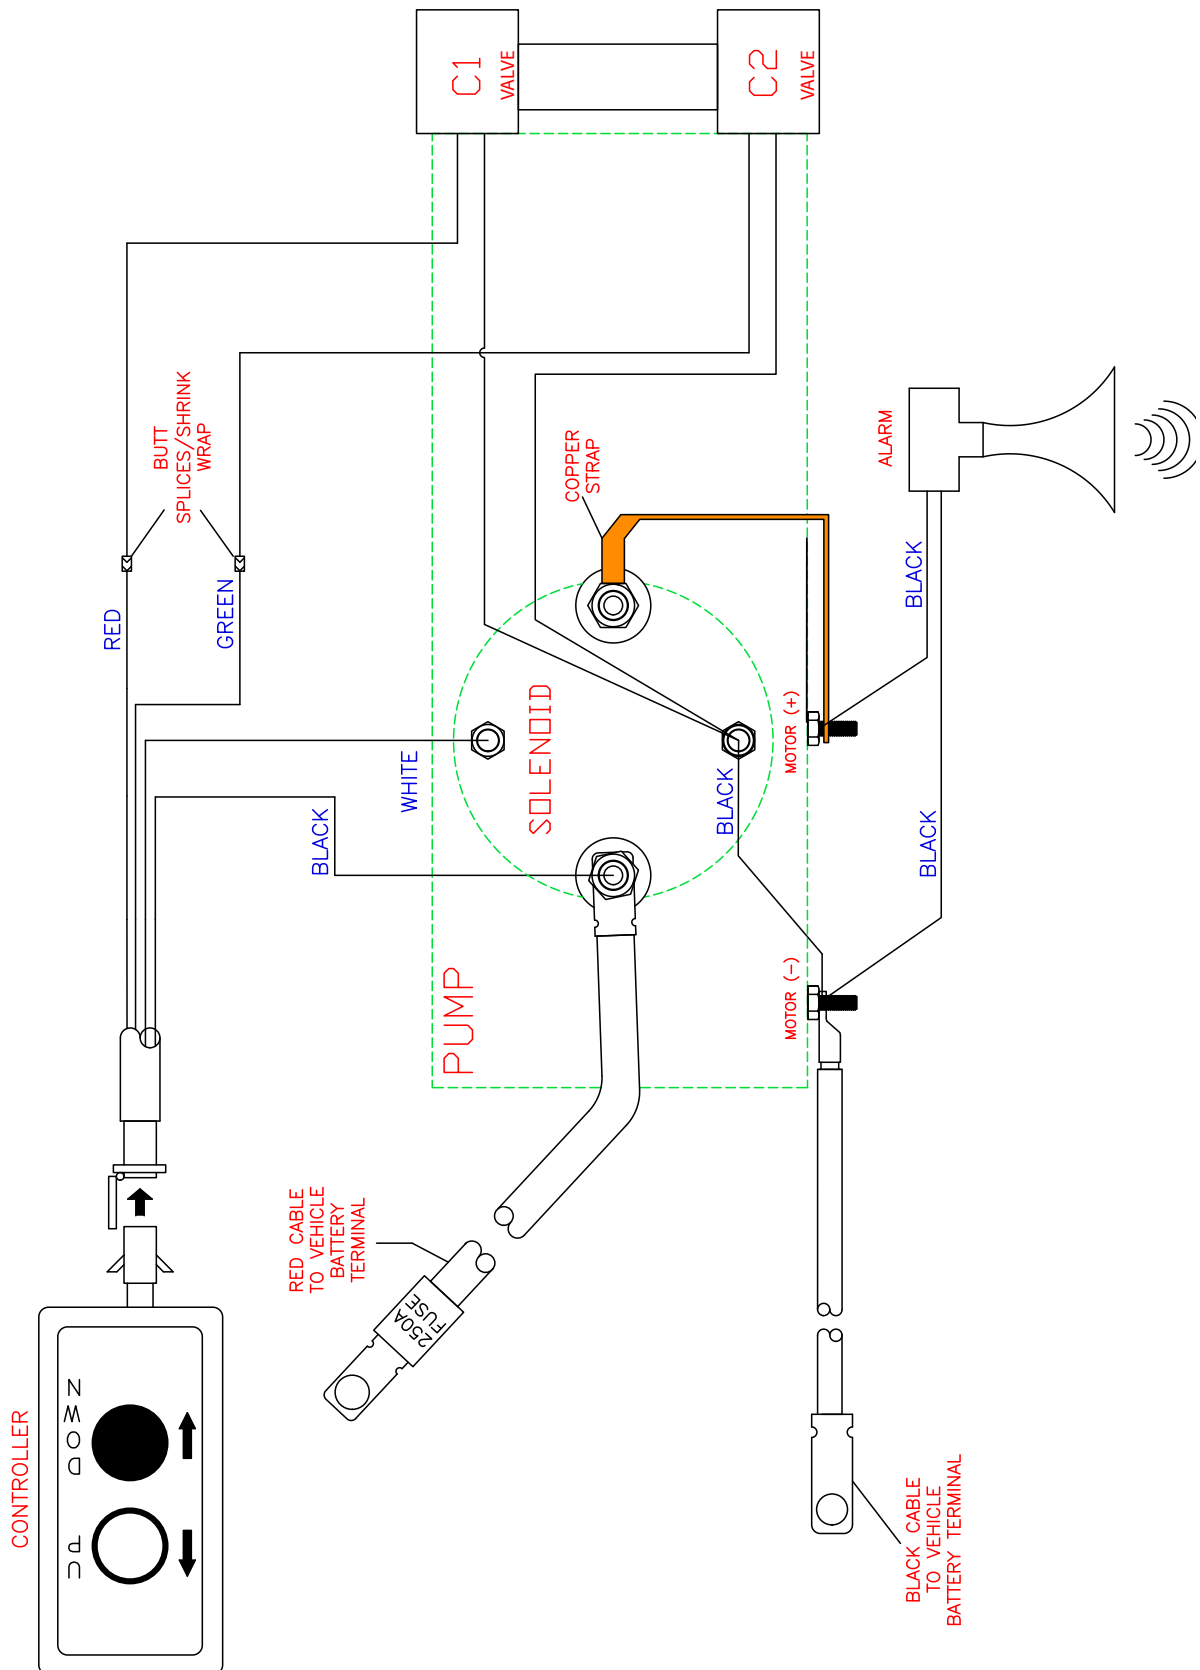 C1
VALVE
C2
VALVE
BUTT
SPLICES/SHRINK
WRAP
RED
GREEN
COPPER
STRAP
ALARM
BLACK
WHITE
BLACK
SOLENOID
BLACK
MOTOR (+)
BLACK
PUMP
MOTOR (-)
RED CABLE
TO VEHICLE
BATTERY
TERMINAL
250A
FUSE
CONTROLLER
DOWN
UP
BLACK CABLE
TO VEHICLE
BATTERY TERMINAL